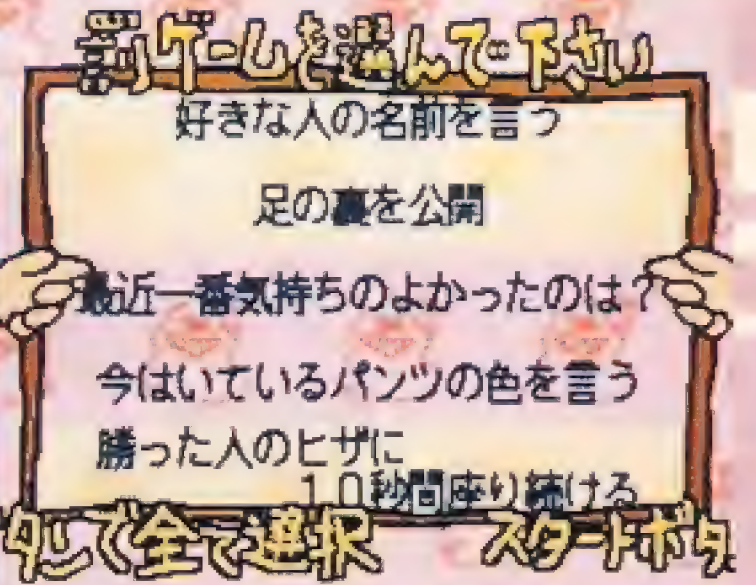 罰ゲームを選んで下さい
好きな人の名前を言う
足の裏を公開
最近一番気持ちのよかったのは？
今はいているパンツの色を言う
勝った人のヒザに
１０秒間座り続ける
タンで全て選択　スタートボタ